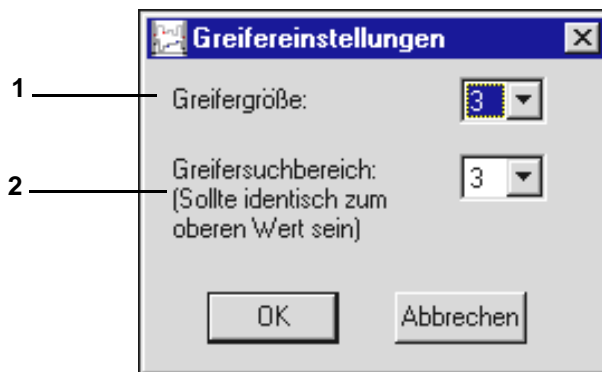 Greifereinstellungen
1
Greifergröße:
3
2
Greifersuchbereich:
3
(Sollte identisch zum
oberen Wert sein)
OK
Abbrechen